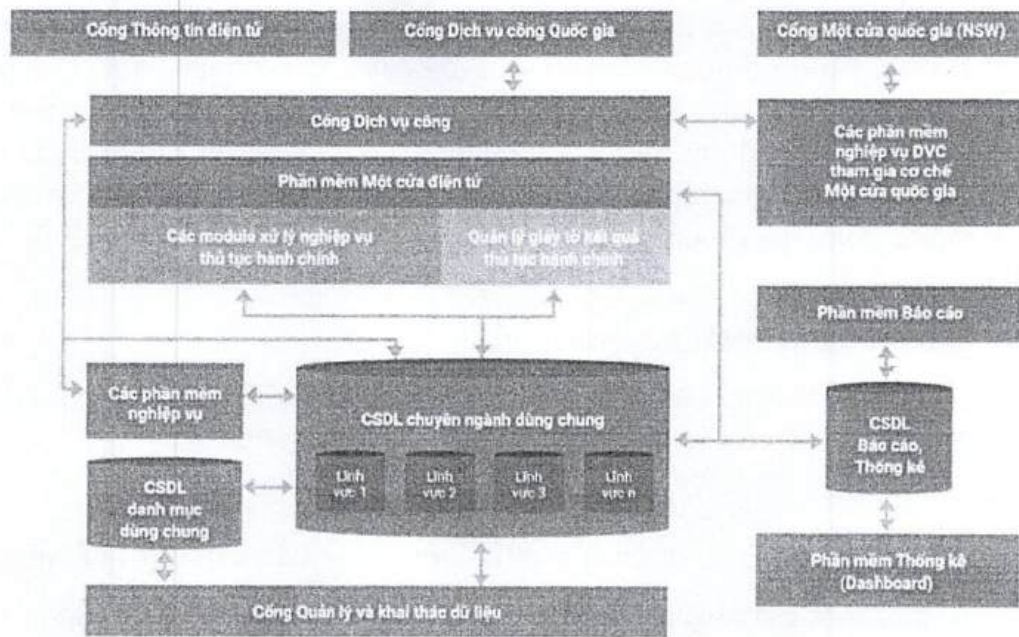 Cổng Thông tin điện tử
Cổng Dịch vụ công Quốc gia
Cổng Một cửa quốc gia (NSW)
Cổng Dịch vụ công
Các phần mềm
nghiệp vụ DVC
tham gia cơ chế
Một cửa quốc gia
Phần mềm Một cửa điện tử
Các module xử lý nghiệp vụ
thủ tục hành chính
Quản lý giấy tờ kết quả
thủ tục hành chính
Phần mềm Báo cáo
Các phần mềm
nghiệp vụ
CSDL chuyên ngành dùng chung
Lĩnh
vực 1
Lĩnh
vực 2
Lĩnh
vực 3
Lĩnh
vực n
CSDL
Báo cáo,
Thống kê
CSDL
danh mục
dùng chung
Phần mềm Thống kê
(Dashboard)
Cổng Quản lý và khai thác dữ liệu